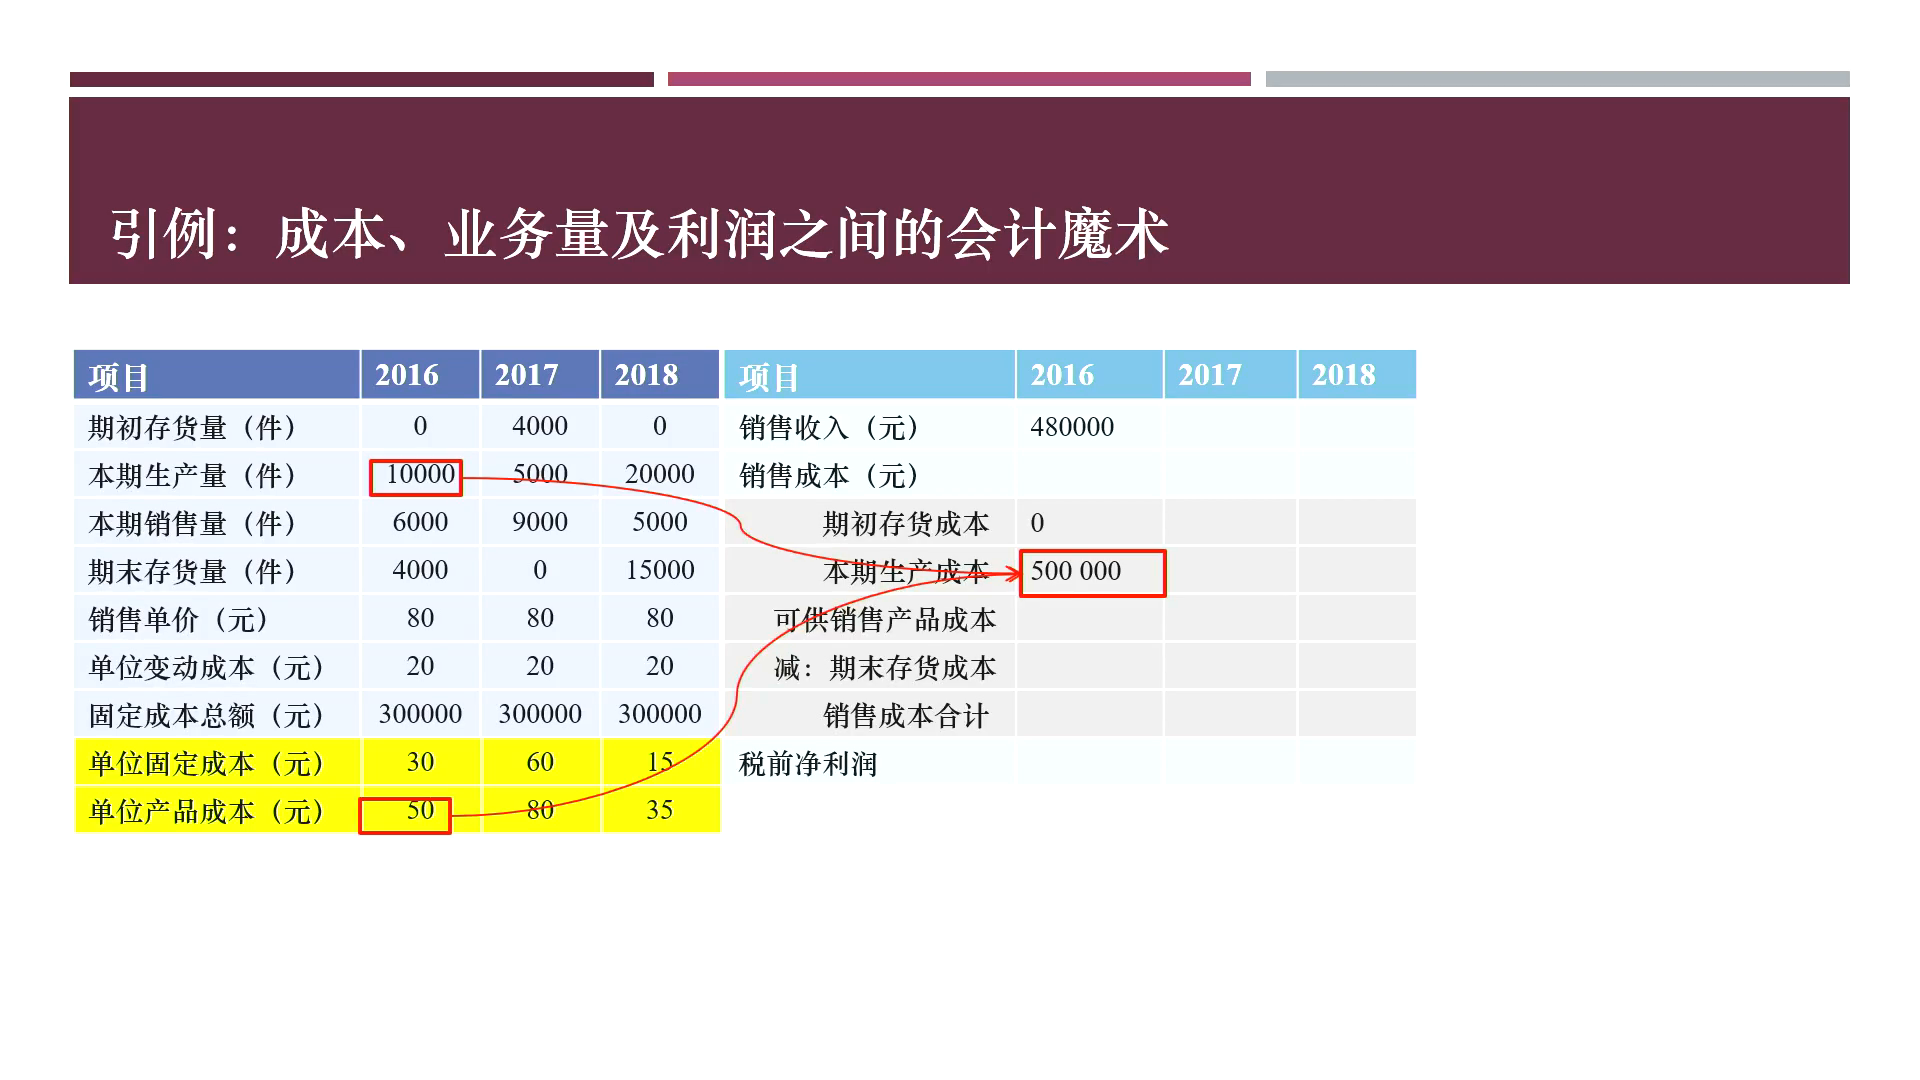 引例：成本、业务量及利润之间的会计魔术
项目 2016 2017 2018 项目 2016 2017 2018
期初存货量（件） 0 4000 0 销售收入（元） 480000
本期生产量（件） 10000 5000 20000 销售成本（元）
本期销售量（件） 6000 9000 5000 期初存货成本 0
期末存货量（件） 4000 0 15000 本期生产成本 500 000
销售单价（元） 80 80 80 可供销售产品成本
单位变动成本（元） 20 20 20 减：期末存货成本
固定成本总额（元） 300000 300000 300000 销售成本合计
单位固定成本（元） 30 60 15 税前净利润
单位产品成本（元） 50 80 35